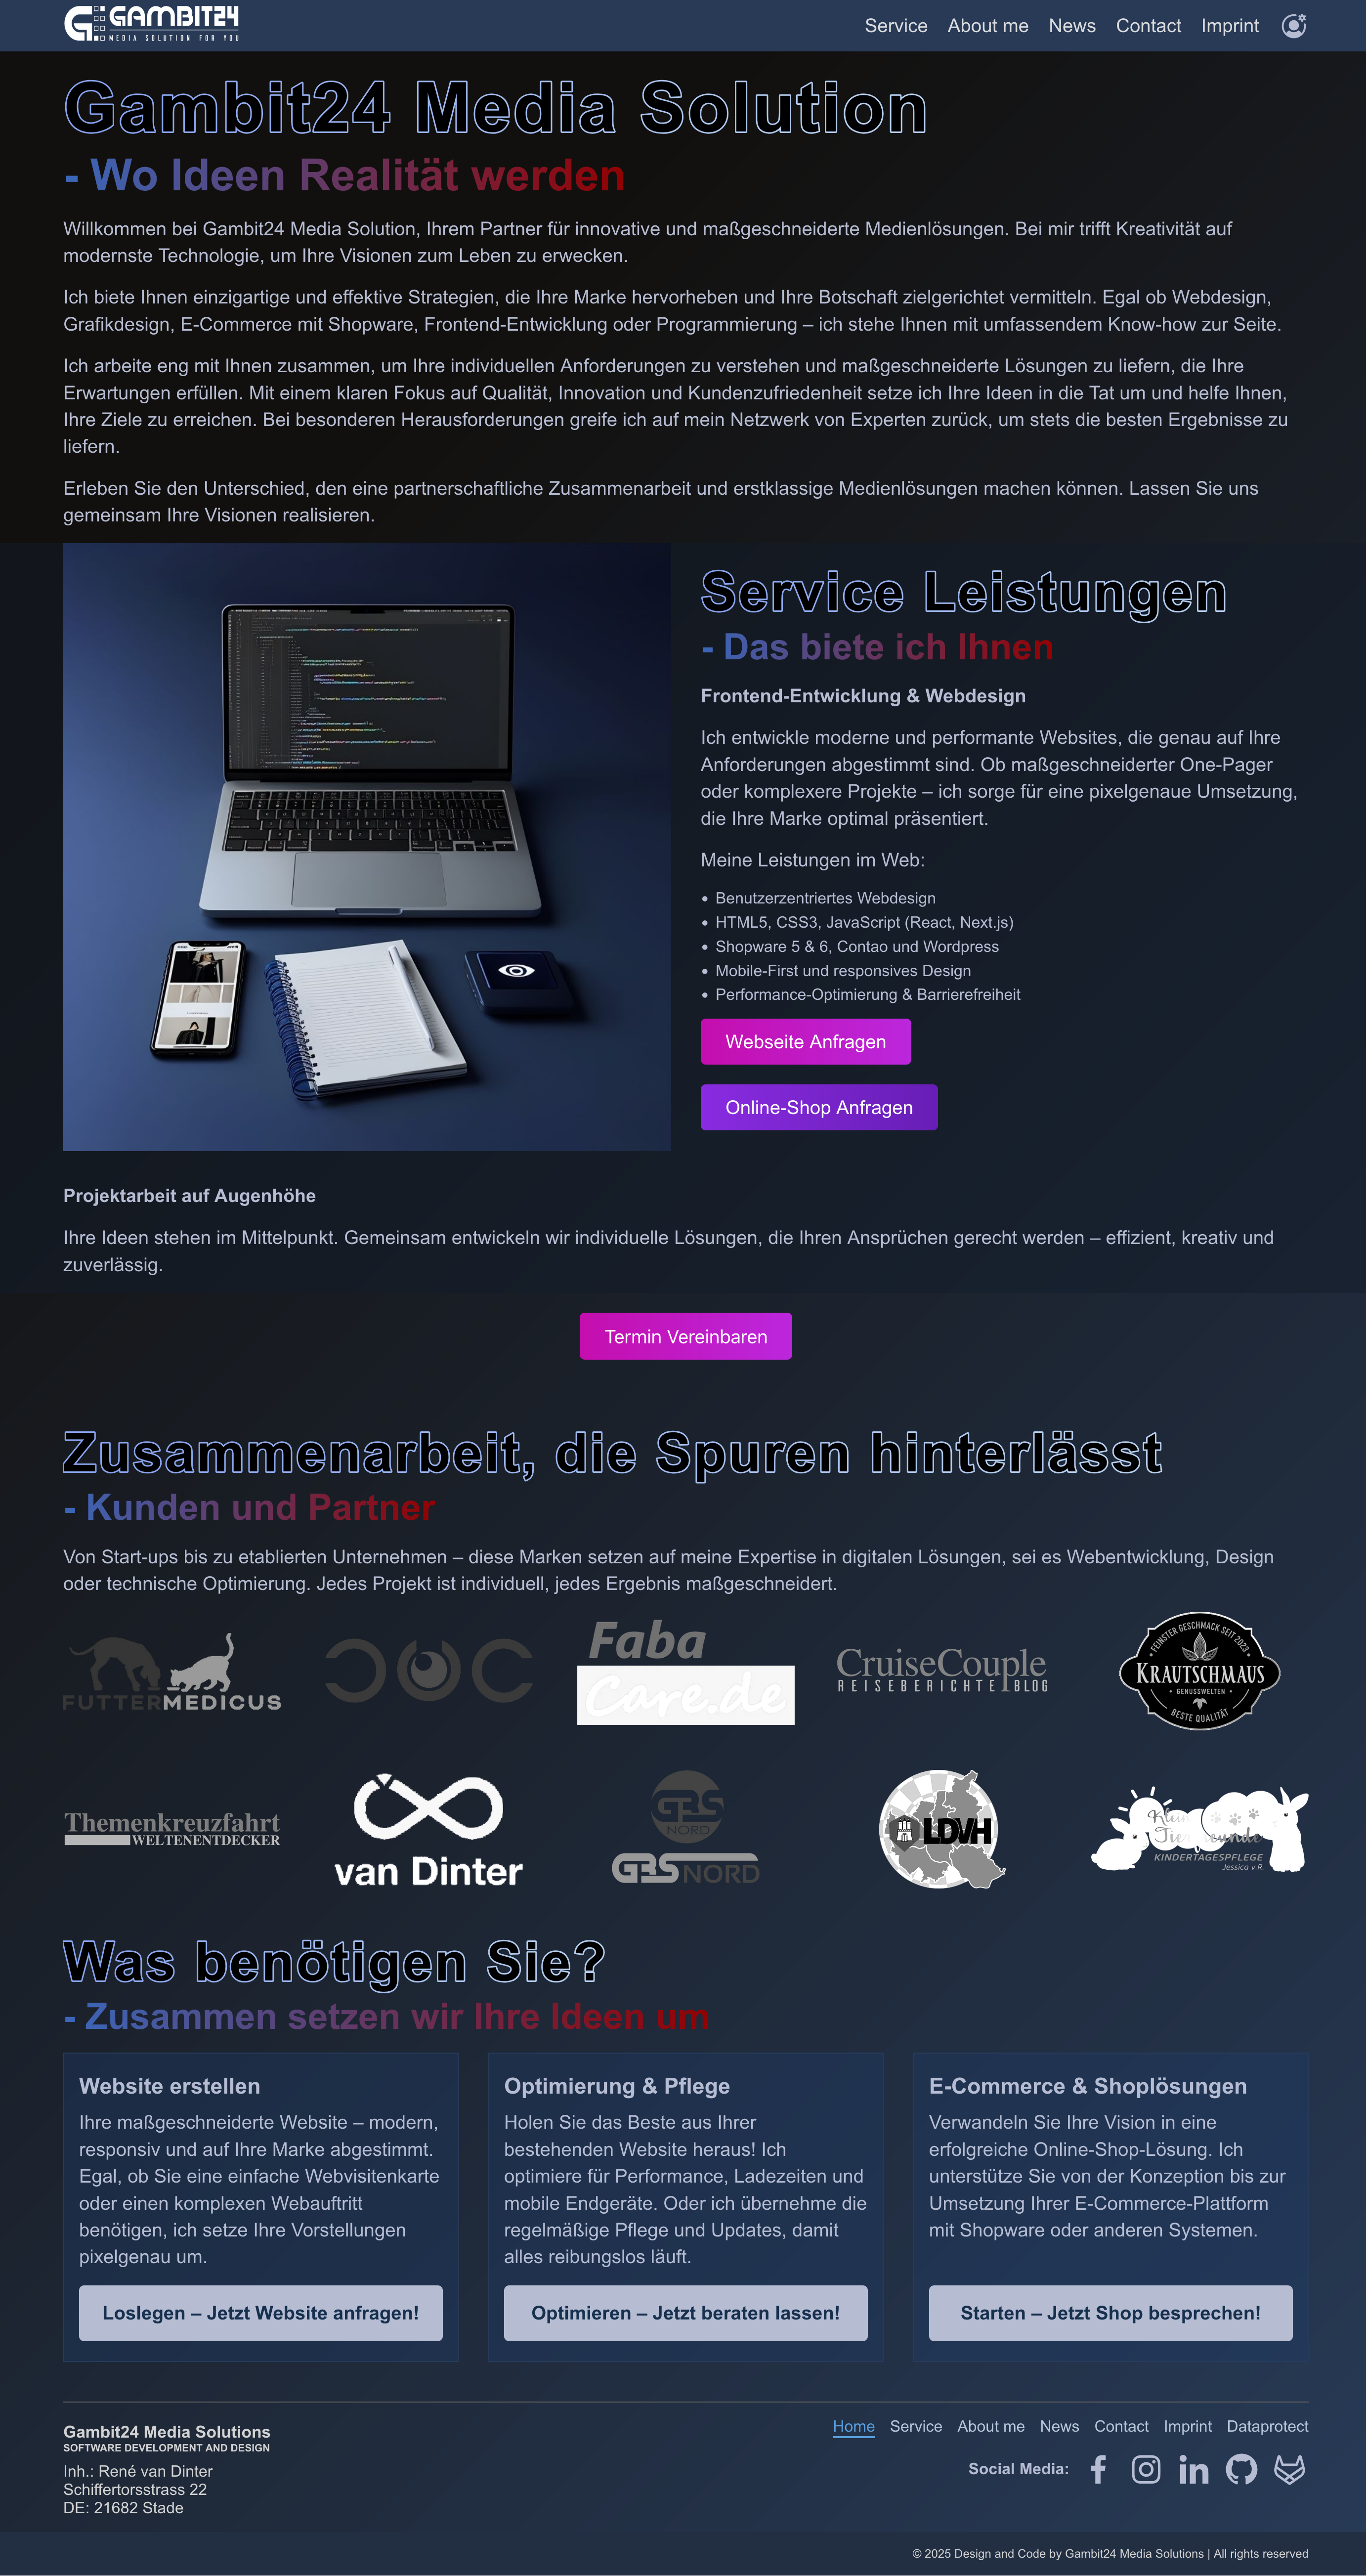 GAMBIT24
MEDIA SOLUTION FOR YOU
Service About me News Contact Imprint
Gambit24 Media Solution
- Wo Ideen Realität werden
Willkommen bei Gambit24 Media Solution, Ihrem Partner für innovative und maßgeschneiderte Medienlösungen. Bei mir trifft Kreativität auf
modernste Technologie, um Ihre Visionen zum Leben zu erwecken.
Ich biete Ihnen einzigartige und effektive Strategien, die Ihre Marke hervorheben und Ihre Botschaft zielgerichtet vermitteln. Egal ob Webdesign,
Grafikdesign, E-Commerce mit Shopware, Frontend-Entwicklung oder Programmierung – ich stehe Ihnen mit umfassendem Know-how zur Seite.
Ich arbeite eng mit Ihnen zusammen, um Ihre individuellen Anforderungen zu verstehen und maßgeschneiderte Lösungen zu liefern, die Ihre
Erwartungen erfüllen. Mit einem klaren Fokus auf Qualität, Innovation und Kundenzufriedenheit setze ich Ihre Ideen in die Tat um und helfe Ihnen,
Ihre Ziele zu erreichen. Bei besonderen Herausforderungen greife ich auf mein Netzwerk von Experten zurück, um stets die besten Ergebnisse zu
liefern.
Erleben Sie den Unterschied, den eine partnerschaftliche Zusammenarbeit und erstklassige Medienlösungen machen können. Lassen Sie uns
gemeinsam Ihre Visionen realisieren.
Service Leistungen
- Das biete ich Ihnen
Frontend-Entwicklung & Webdesign
Ich entwickle moderne und performante Websites, die genau auf Ihre
Anforderungen abgestimmt sind. Ob maßgeschneiderter One-Pager
oder komplexere Projekte – ich sorge für eine pixelgenaue Umsetzung,
die Ihre Marke optimal präsentiert.
Meine Leistungen im Web:
• Benutzerzentriertes Webdesign
• HTML5, CSS3, JavaScript (React, Next.js)
• Shopware 5 & 6, Contao und Wordpress
• Mobile-First und responsives Design
• Performance-Optimierung & Barrierefreiheit
Webseite Anfragen
Online-Shop Anfragen
Projektarbeit auf Augenhöhe
Ihre Ideen stehen im Mittelpunkt. Gemeinsam entwickeln wir individuelle Lösungen, die Ihren Ansprüchen gerecht werden – effizient, kreativ und
zuverlässig.
Termin Vereinbaren
Zusammenarbeit, die Spuren hinterlässt
- Kunden und Partner
Von Start-ups bis zu etablierten Unternehmen – diese Marken setzen auf meine Expertise in digitalen Lösungen, sei es Webentwicklung, Design
oder technische Optimierung. Jedes Projekt ist individuell, jedes Ergebnis maßgeschneidert.
FUTTERMEDICUS
Faba
Care.de
CruiseCouple
REISEBERICHTE BLOG
FEINSTER GESCHMACK SEIT 2023
KRAUTSCHMAUS
GENUSSWELTEN
BESTE QUALITÄT
Themenkreuzfahrt
WELTENENTDECKER
van Dinter
GBS
NORD
GBSNORD
LDVH
Kleine
Tierfreunde
KINDERTAGESPFLEGE
Jessica v.R.
Was benötigen Sie?
- Zusammen setzen wir Ihre Ideen um
Website erstellen
Ihre maßgeschneiderte Website – modern,
responsiv und auf Ihre Marke abgestimmt.
Egal, ob Sie eine einfache Webvisitenkarte
oder einen komplexen Webauftritt
benötigen, ich setze Ihre Vorstellungen
pixelgenau um.
Loslegen – Jetzt Website anfragen!
Optimierung & Pflege
Holen Sie das Beste aus Ihrer
bestehenden Website heraus! Ich
optimiere für Performance, Ladezeiten und
mobile Endgeräte. Oder ich übernehme die
regelmäßige Pflege und Updates, damit
alles reibungslos läuft.
Optimieren – Jetzt beraten lassen!
E-Commerce & Shoplösungen
Verwandeln Sie Ihre Vision in eine
erfolgreiche Online-Shop-Lösung. Ich
unterstütze Sie von der Konzeption bis zur
Umsetzung Ihrer E-Commerce-Plattform
mit Shopware oder anderen Systemen.
Starten – Jetzt Shop besprechen!
Gambit24 Media Solutions
SOFTWARE DEVELOPMENT AND DESIGN
Inh.: René van Dinter
Schiffertorsstrass 22
DE: 21682 Stade
Home Service About me News Contact Imprint Dataprotect
Social Media:
© 2025 Design and Code by Gambit24 Media Solutions | All rights reserved